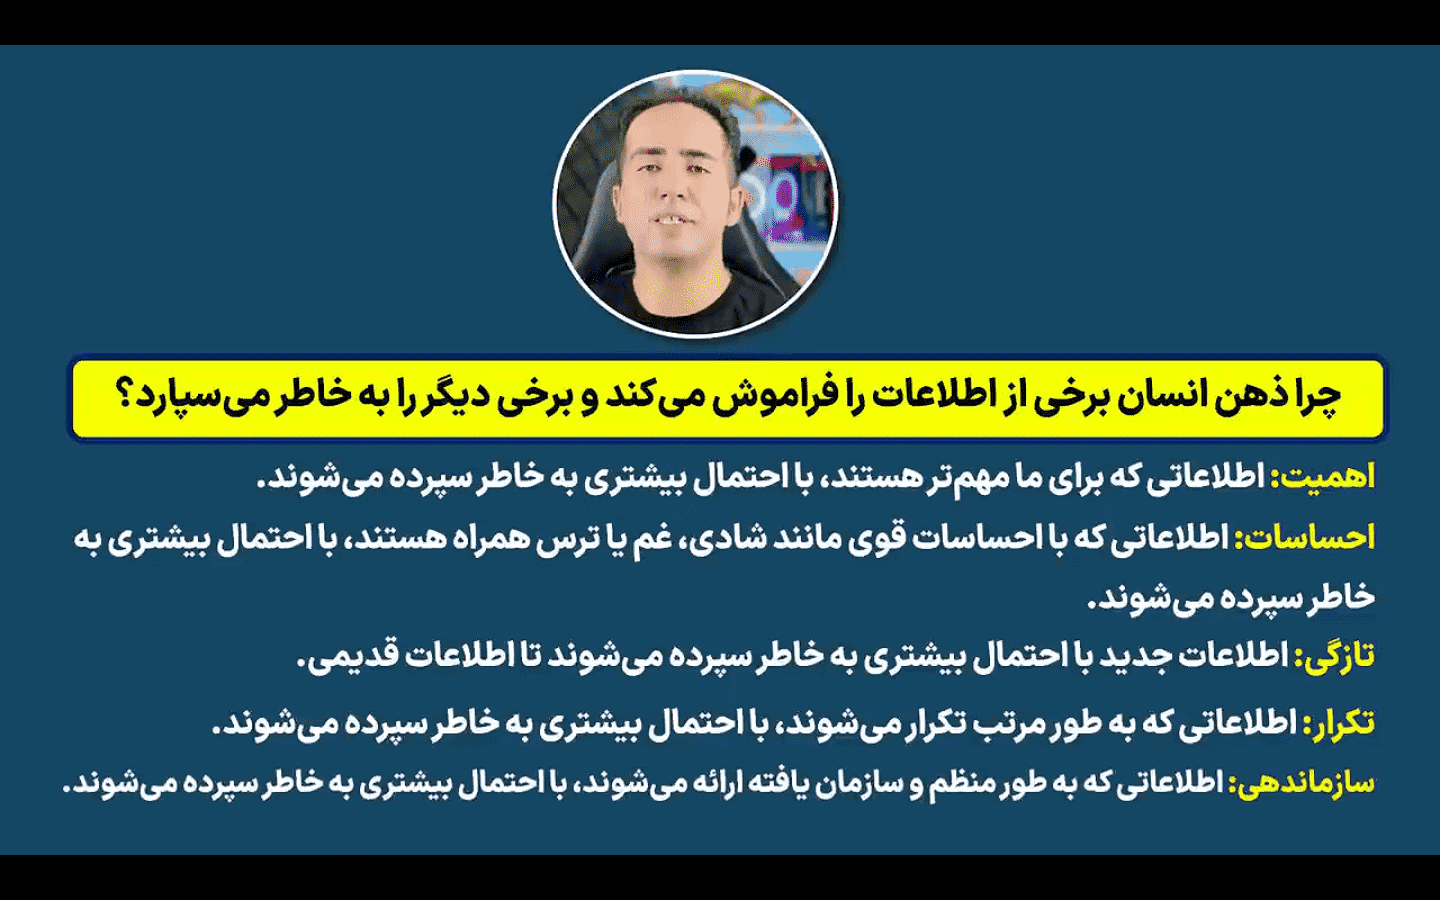 چرا ذهن انسان برخی از اطلاعات را فراموش می‌کند و برخی دیگر را به خاطر می‌سپارد؟
اهمیت: اطلاعاتی که برای ما مهم‌تر هستند، با احتمال بیشتری به خاطر سپرده می‌شوند.
احساسات: اطلاعاتی که با احساسات قوی مانند شادی، غم یا ترس همراه هستند، با احتمال بیشتری به
خاطر سپرده می‌شوند.
تازگی: اطلاعات جدید با احتمال بیشتری به خاطر سپرده می‌شوند تا اطلاعات قدیمی.
تکرار: اطلاعاتی که به طور مرتب تکرار می‌شوند، با احتمال بیشتری به خاطر سپرده می‌شوند.
سازماندهی: اطلاعاتی که به طور منظم و سازمان یافته ارائه می‌شوند، با احتمال بیشتری به خاطر سپرده می‌شوند.